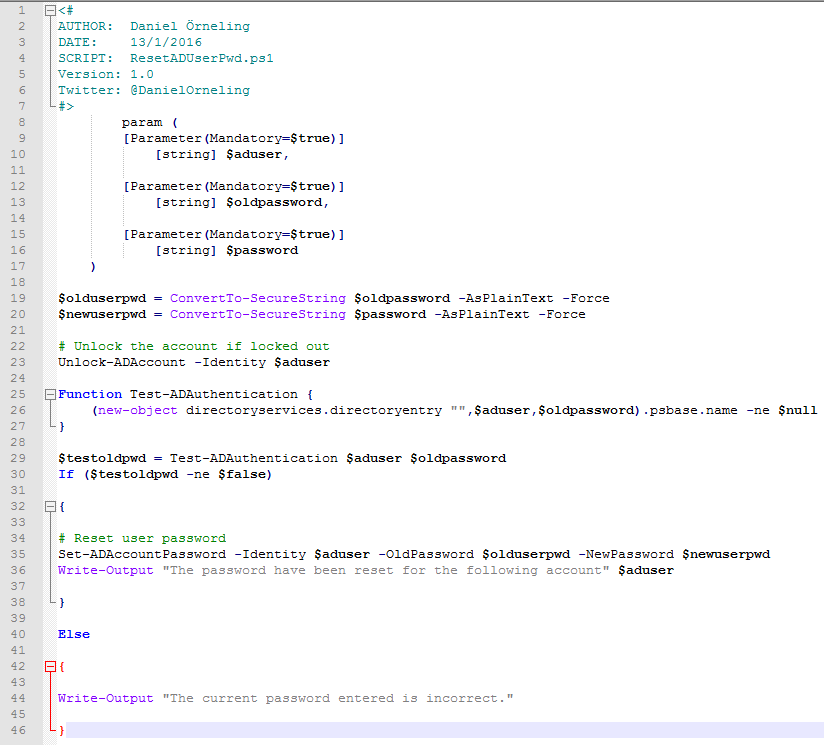 1 <#
2 AUTHOR: Daniel Örneling
3 DATE: 13/1/2016
4 SCRIPT: ResetADUserPwd.ps1
5 Version: 1.0
6 Twitter: @DanielOrneling
7 #>
8 param (
9 [Parameter(Mandatory=$true)]
10 [string] $aduser,
11
12 [Parameter(Mandatory=$true)]
13 [string] $oldpassword,
14
15 [Parameter(Mandatory=$true)]
16 [string] $password
17 )
18
19 $olduserpwd = ConvertTo-SecureString $oldpassword -AsPlainText -Force
20 $newuserpwd = ConvertTo-SecureString $password -AsPlainText -Force
21
22 # Unlock the account if locked out
23 Unlock-ADAccount -Identity $aduser
24
25 Function Test-ADAuthentication {
26 (new-object directoryservices.directoryentry "",$aduser,$oldpassword).psbase.name -ne $null
27 }
28
29 $testoldpwd = Test-ADAuthentication $aduser $oldpassword
30 If ($testoldpwd -ne $false)
31
32 {
33
34 # Reset user password
35 Set-ADAccountPassword -Identity $aduser -OldPassword $olduserpwd -NewPassword $newuserpwd
36 Write-Output "The password have been reset for the following account" $aduser
37
38 }
39
40 Else
41
42 {
43
44 Write-Output "The current password entered is incorrect."
45
46 }